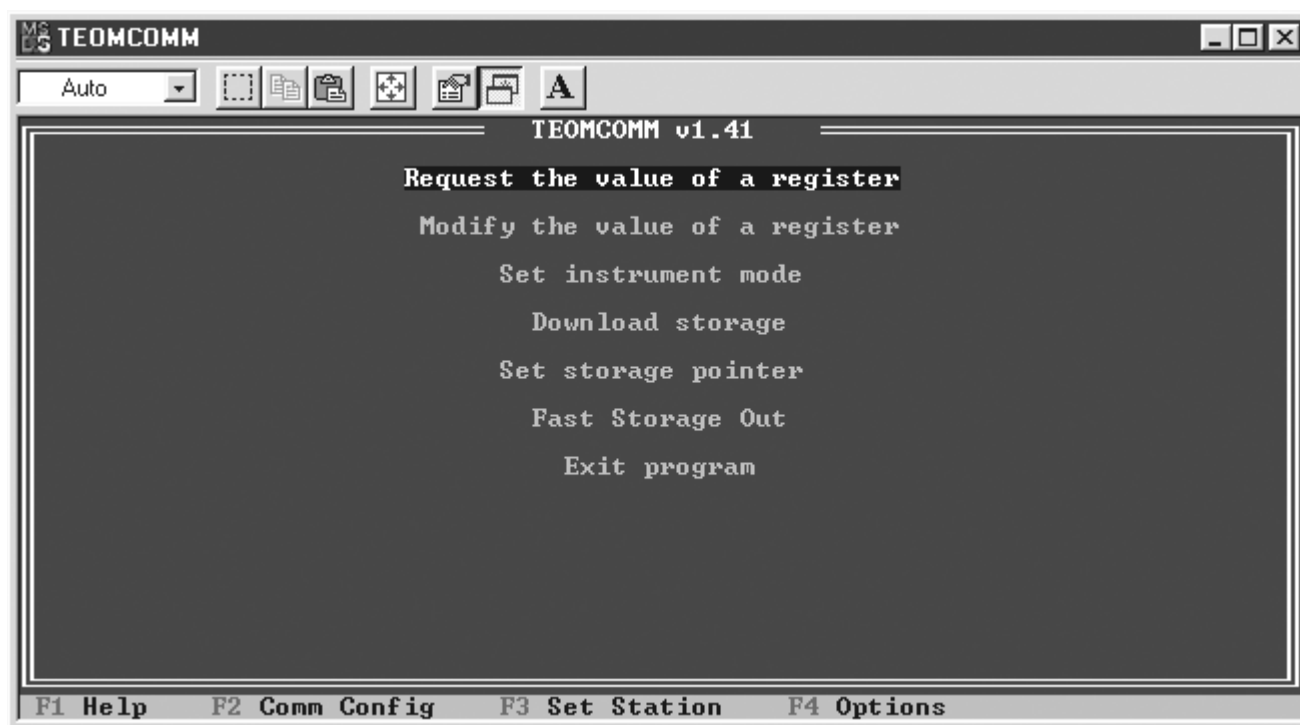 MS DS TEOMCOMM
Auto A
TEOMCOMM v1.41
Request the value of a register
Modify the value of a register
Set instrument mode
Download storage
Set storage pointer
Fast Storage Out
Exit program
F1 Help F2 Comm Config F3 Set Station F4 Options